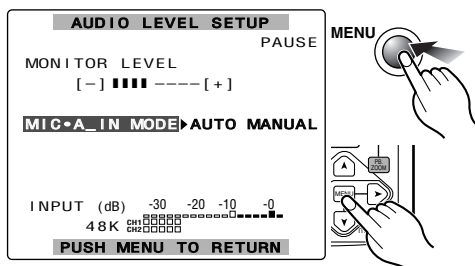 AUDIO LEVEL SETUP
PAUSE
MONITOR LEVEL
[–] ▮▮▮▮ ----[+]
MIC•A_IN MODE▶AUTO MANUAL
INPUT (dB) -30 -20 -10 -0
48K CH1
CH2
PUSH MENU TO RETURN
MENU
PB.
ZOOM
MENU